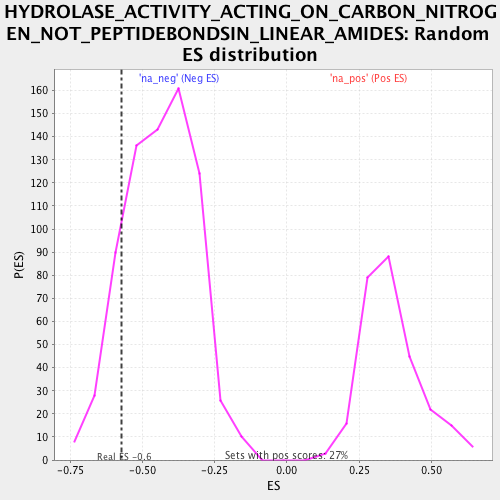 HYDROLASE_ACTIVITY_ACTING_ON_CARBON_NITROG
EN_NOT_PEPTIDEBONDSIN_LINEAR_AMIDES: Random
ES distribution
'na_neg' (Neg ES)
'na_pos' (Pos ES)
160
150
140
130
120
110
100
90
80
70
60
50
40
30
20
10
0
P(ES)
Real ES -0.6
Sets with pos scores: 27%
-0.75
-0.50
-0.25
0.00
0.25
0.50
ES